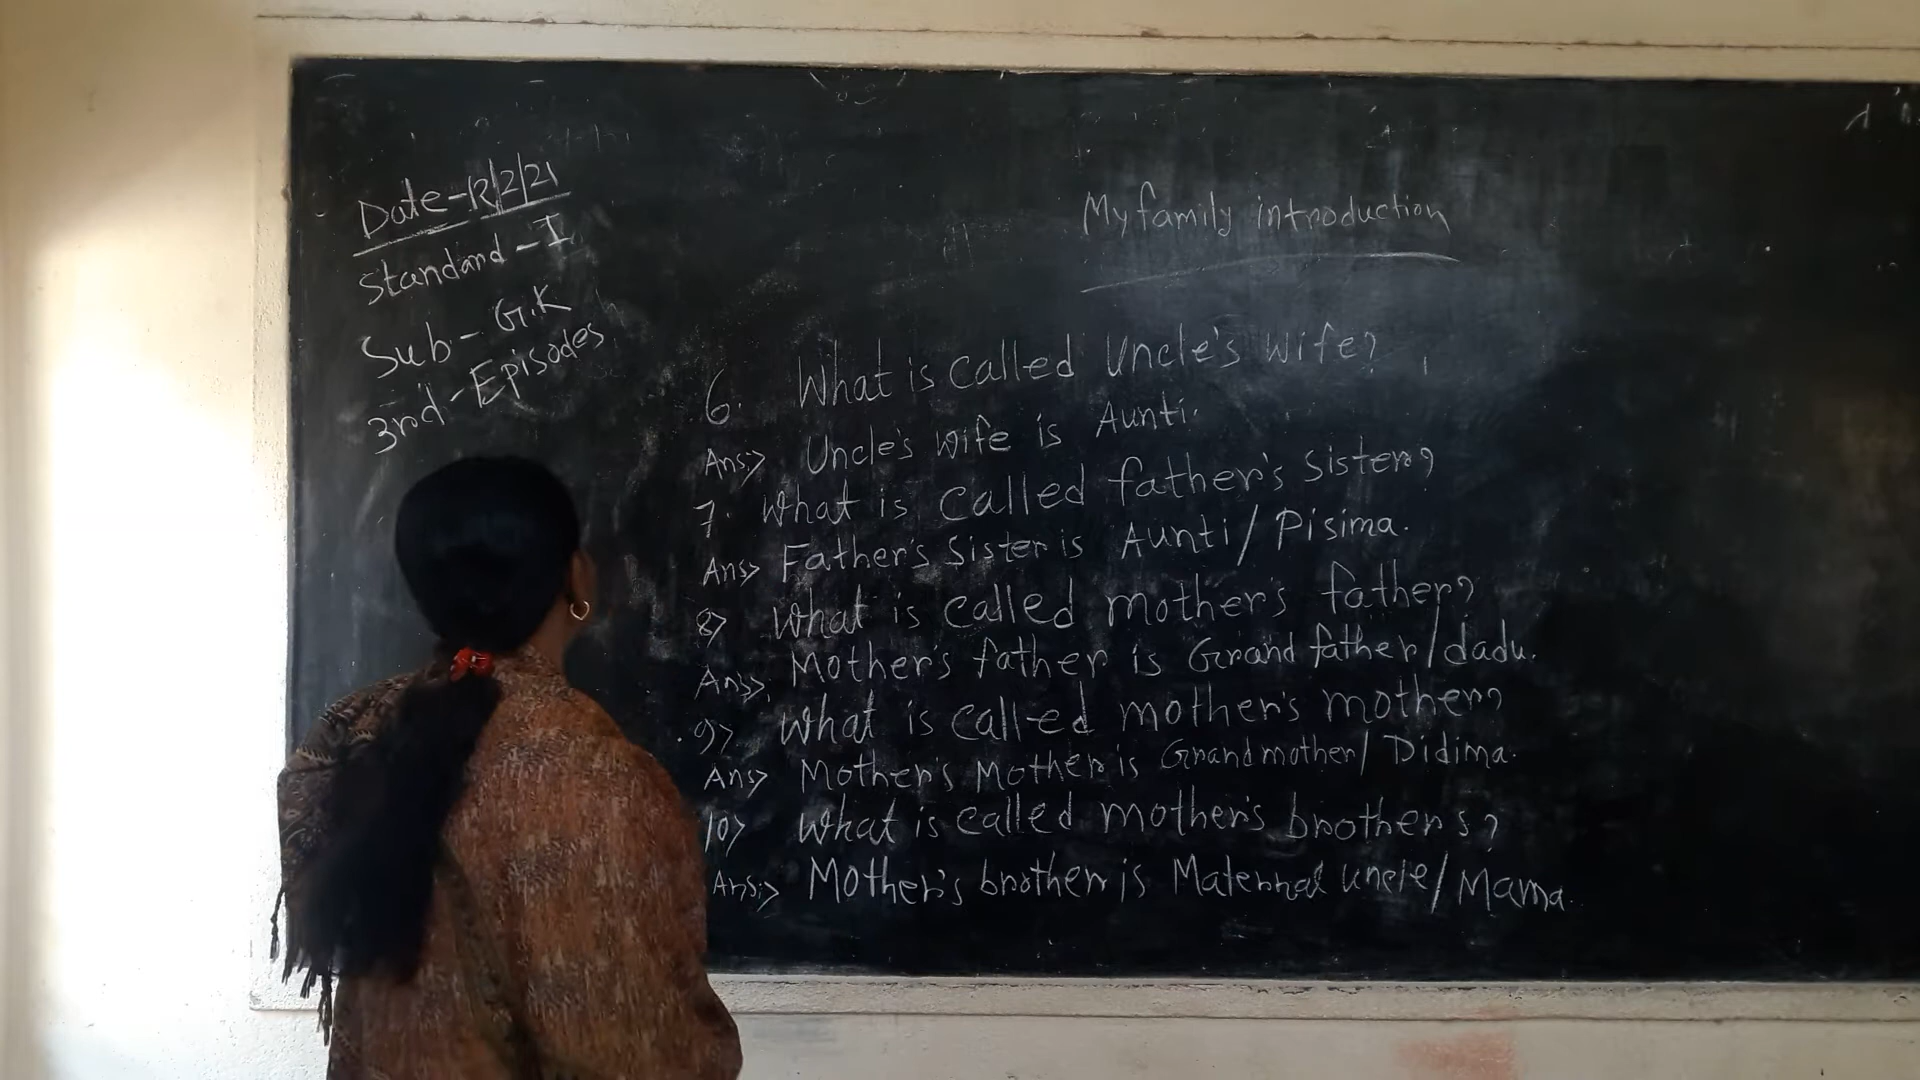 Date-12/2/21
Standard - I
Sub- G.K
3rd-Episodes
My family introduction
6. What is called Uncle's wife?
Ans:> Uncle's wife is Aunti.
7. What is called father's sister?
Ans> Father's Sister is Aunti/Pisima.
8> What is called mother's father?
Ans> Mother's father is Grand father/dadu.
9> What is called mother's mother?
Ans> Mother's Mother is Grandmother/Didima.
10> What is called mother's brothers?
Ans:> Mother's brother is Maternal uncle/Mama.